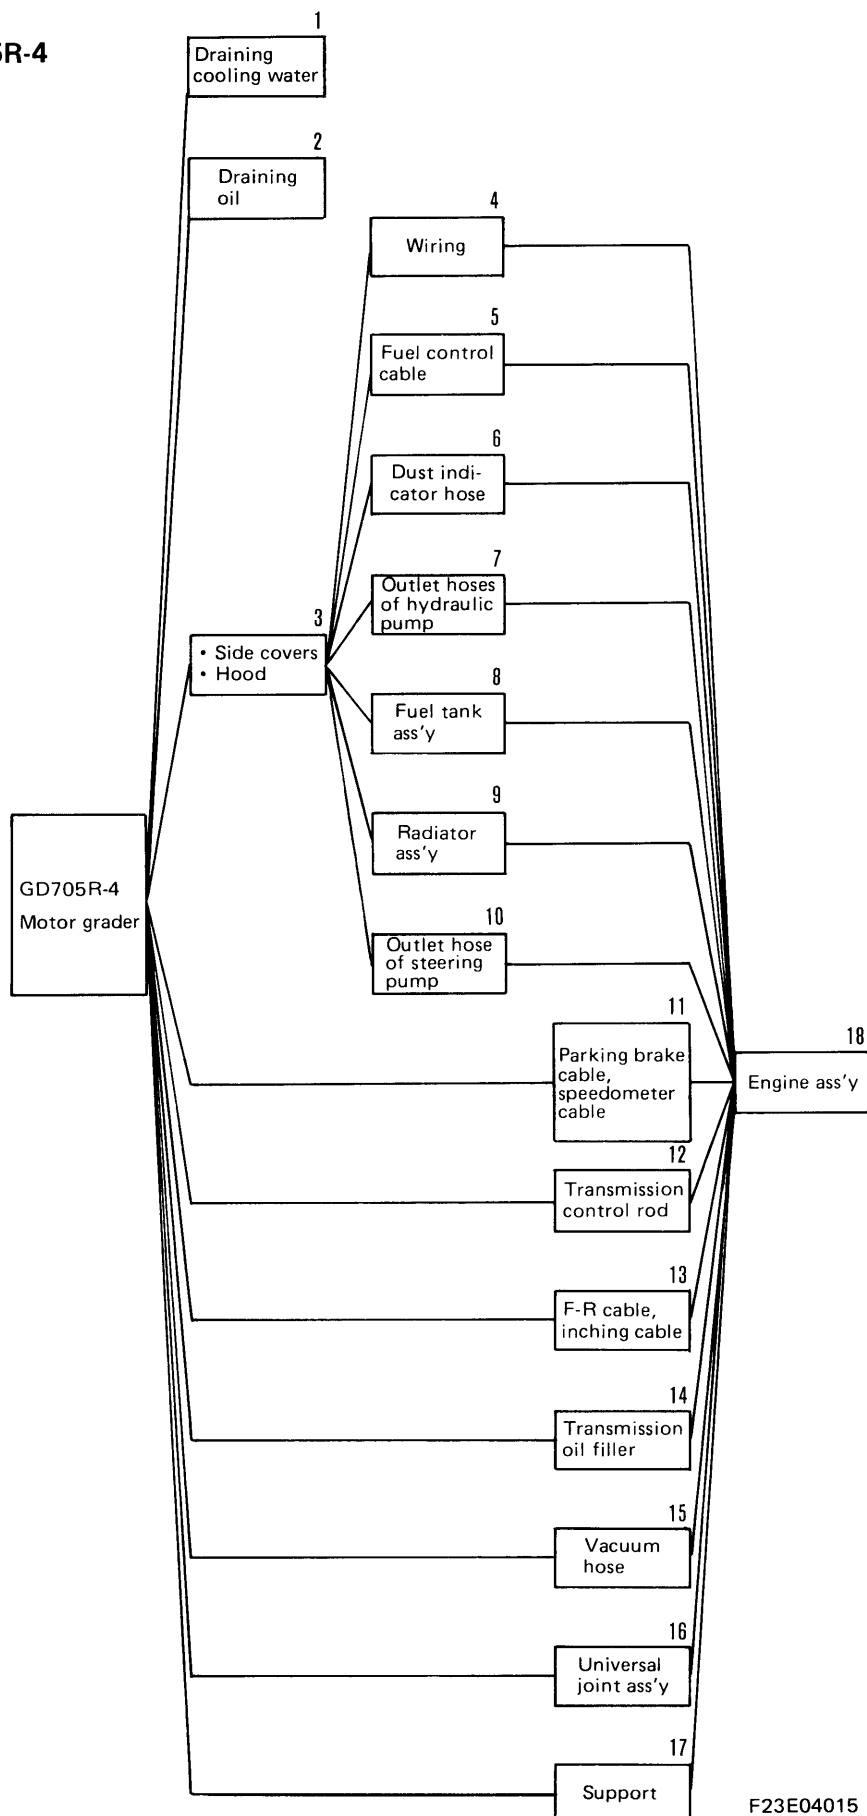 5R-4
1
Draining
cooling water
2
Draining
oil
3
• Side covers
• Hood
4
Wiring
5
Fuel control
cable
6
Dust indi-
cator hose
7
Outlet hoses
of hydraulic
pump
8
Fuel tank
ass'y
9
Radiator
ass'y
10
Outlet hose
of steering
pump
GD705R-4
Motor grader
11
Parking brake
cable,
speedometer
cable
12
Transmission
control rod
13
F-R cable,
inching cable
14
Transmission
oil filler
15
Vacuum
hose
16
Universal
joint ass'y
17
Support
18
Engine ass'y
F23E04015